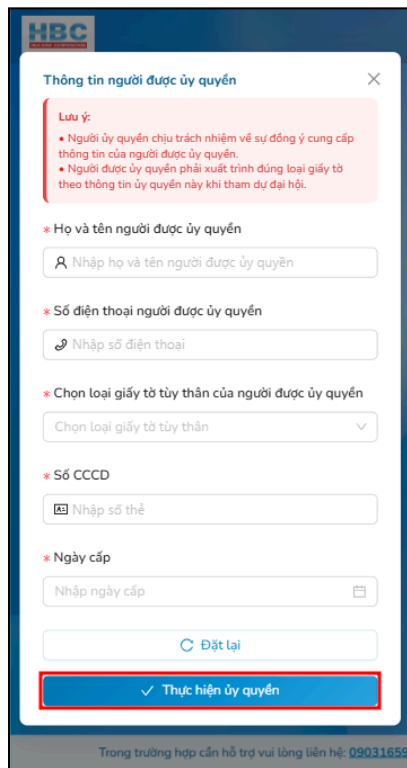 HBC
Thông tin người được ủy quyền
Lưu ý:
• Người ủy quyền chịu trách nhiệm về sự đồng ý cung cấp
thông tin của người được ủy quyền.
• Người được ủy quyền phải xuất trình đúng loại giấy tờ
theo thông tin ủy quyền này khi tham dự đại hội.
* Họ và tên người được ủy quyền
Nhập họ và tên người được ủy quyền
* Số điện thoại người được ủy quyền
Nhập số điện thoại
* Chọn loại giấy tờ tùy thân của người được ủy quyền
Chọn loại giấy tờ tùy thân
* Số CCCD
Nhập số thẻ
* Ngày cấp
Nhập ngày cấp
Đặt lại
Thực hiện ủy quyền
Trong trường hợp cần hỗ trợ vui lòng liên hệ: 09031659